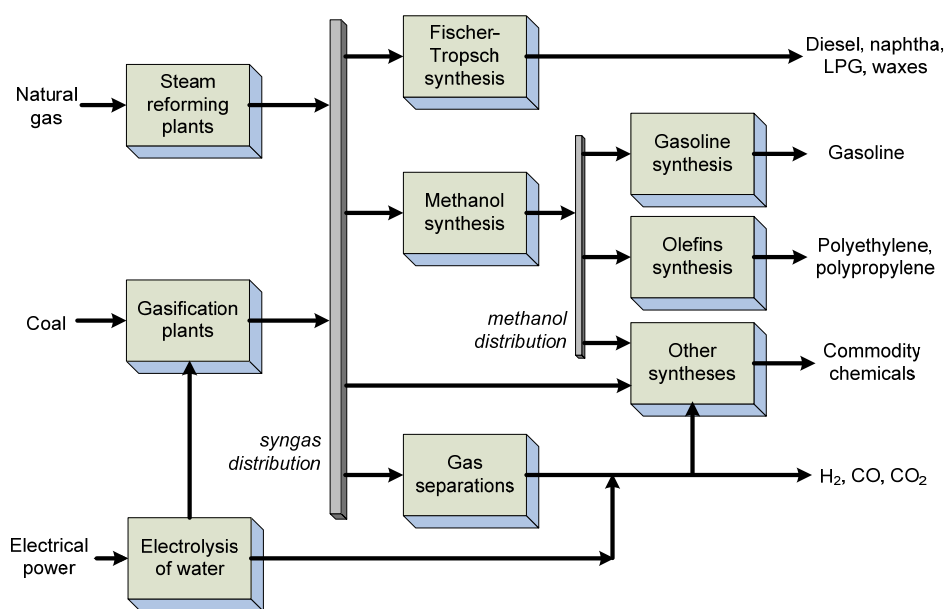 Natural
gas
Steam
reforming
plants
Fischer–
Tropsch
synthesis
Diesel, naphtha,
LPG, waxes
Gasoline
synthesis
Gasoline
Methanol
synthesis
Olefins
synthesis
Polyethylene,
polypropylene
Coal
Gasification
plants
methanol
distribution
Other
syntheses
Commodity
chemicals
syngas
distribution
Gas
separations
H₂, CO, CO₂
Electrical
power
Electrolysis
of water